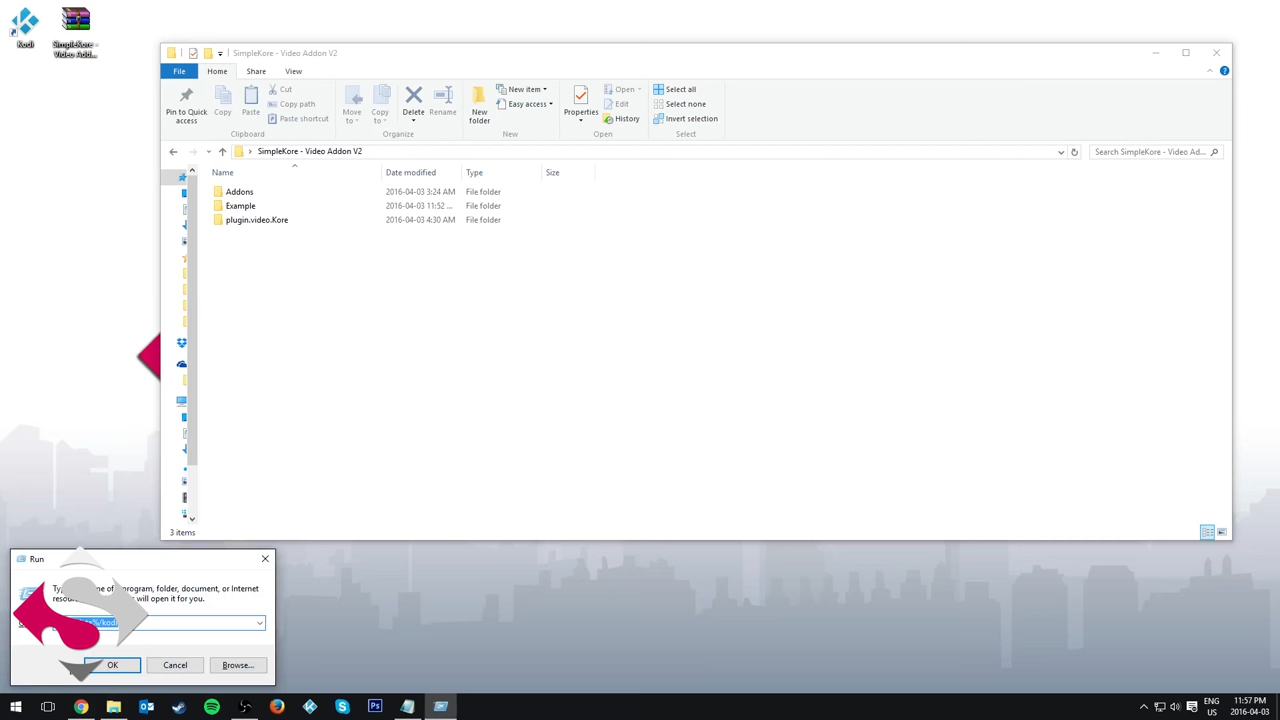 Kodi
SimpleKore -
Video Add...
SimpleKore - Video Addon V2
File
Home
Share
View
Pin to Quick
access
Copy
Paste
Cut
Copy path
Paste shortcut
Clipboard
Move
to
Copy
to
Delete
Rename
Organize
New
folder
New item
Easy access
New
Properties
Open
Edit
History
Open
Select all
Select none
Invert selection
Select
SimpleKore - Video Addon V2
Search SimpleKore - Video Ad...
Name
Date modified
Type
Size
Addons 2016-04-03 3:24 AM File folder
Example 2016-04-03 11:52 ... File folder
plugin.video.Kore 2016-04-03 4:30 AM File folder
3 items
Run
of a program, folder, document, or Internet
will open it for you.
%/kodi
OK
Cancel
Browse...
Ps
ENG
US
11:57 PM
2016-04-03